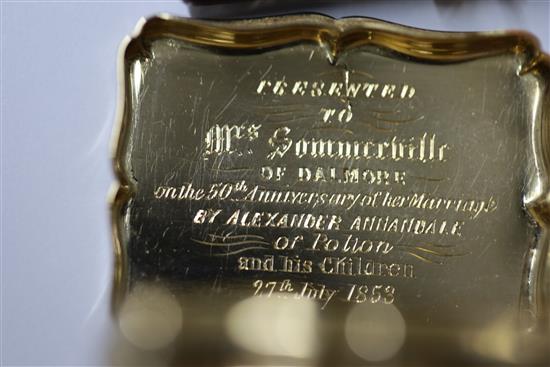 PRESENTED
TO
Mrs Sommerville
OF DALMORE
on the 50th Anniversary of her Marriage
BY ALEXANDER ANNANDALE
of Polton
and his Children
27th July 1853